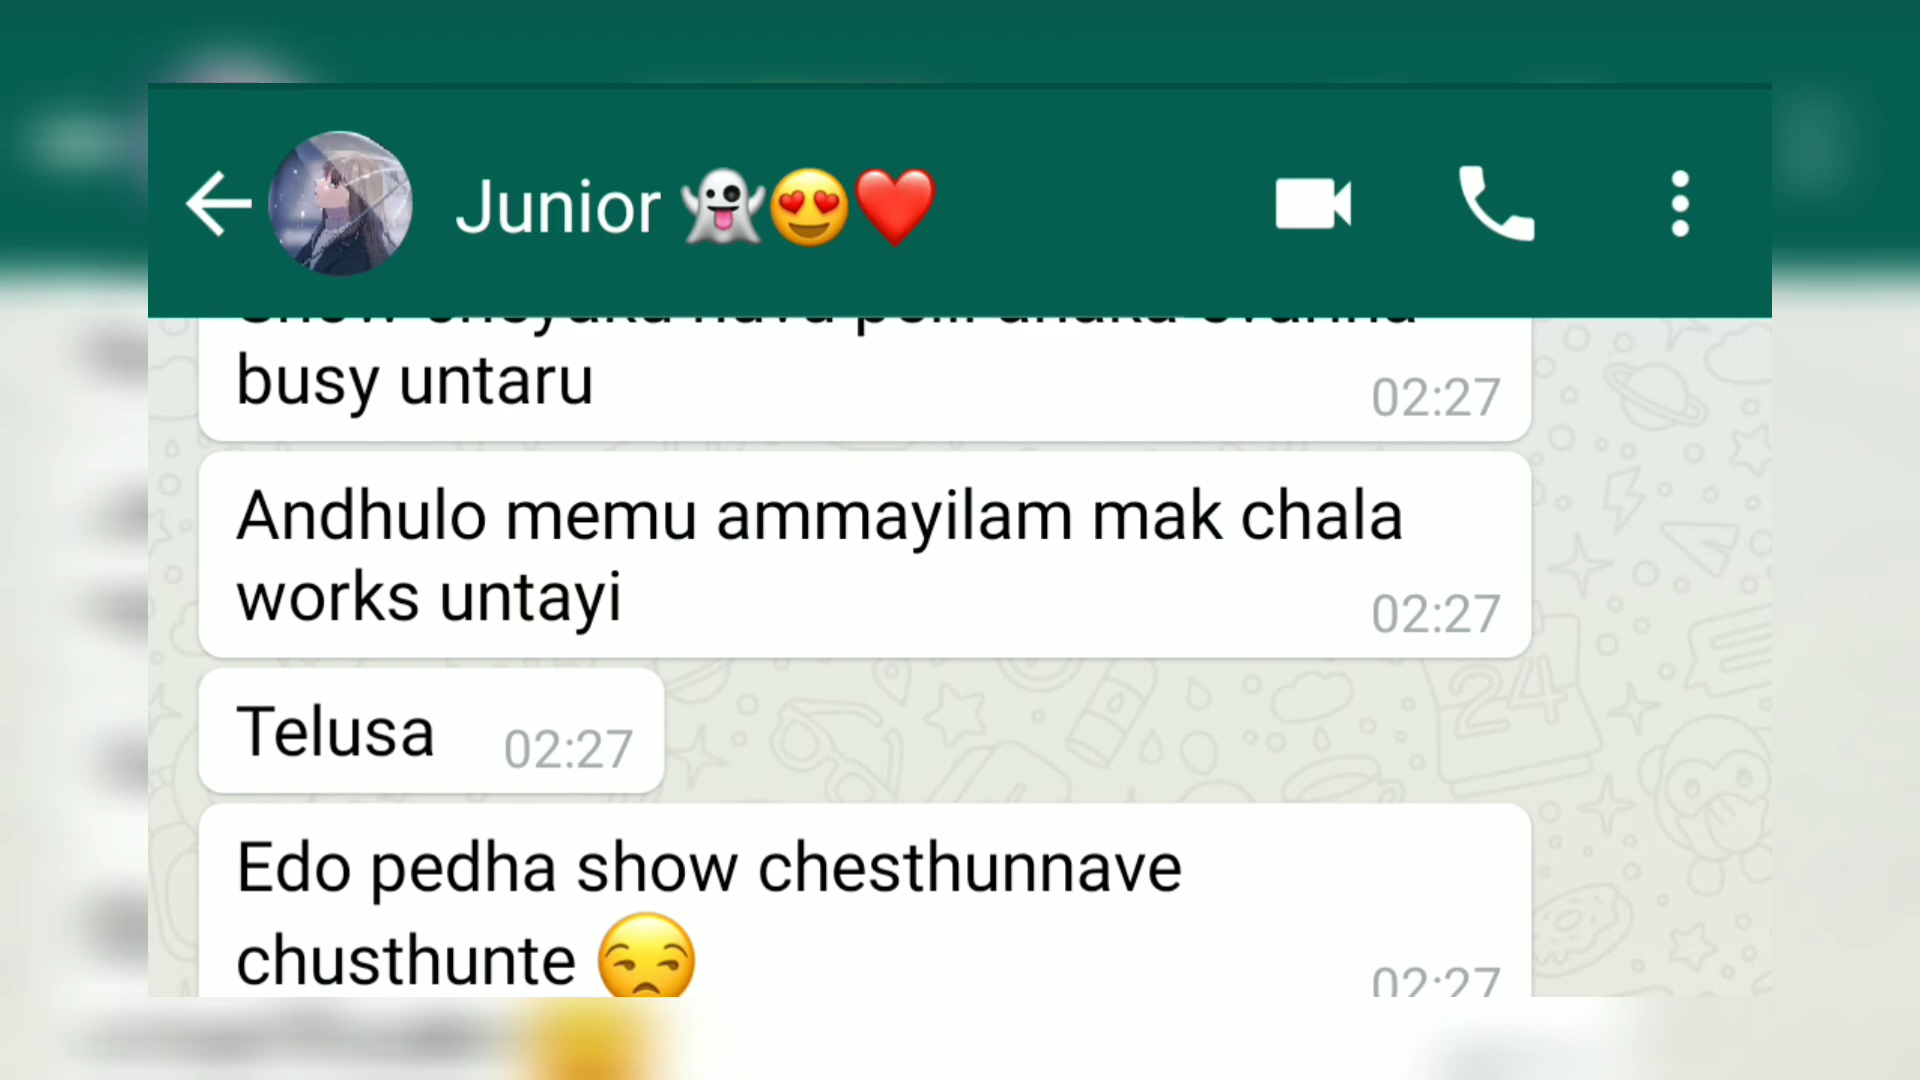 Junior 👻😍❤️
busy untaru
02:27
Andhulo memu ammayilam mak chala
works untayi
02:27
Telusa 02:27
Edo pedha show chesthunnave
chusthunte 😒
02:27